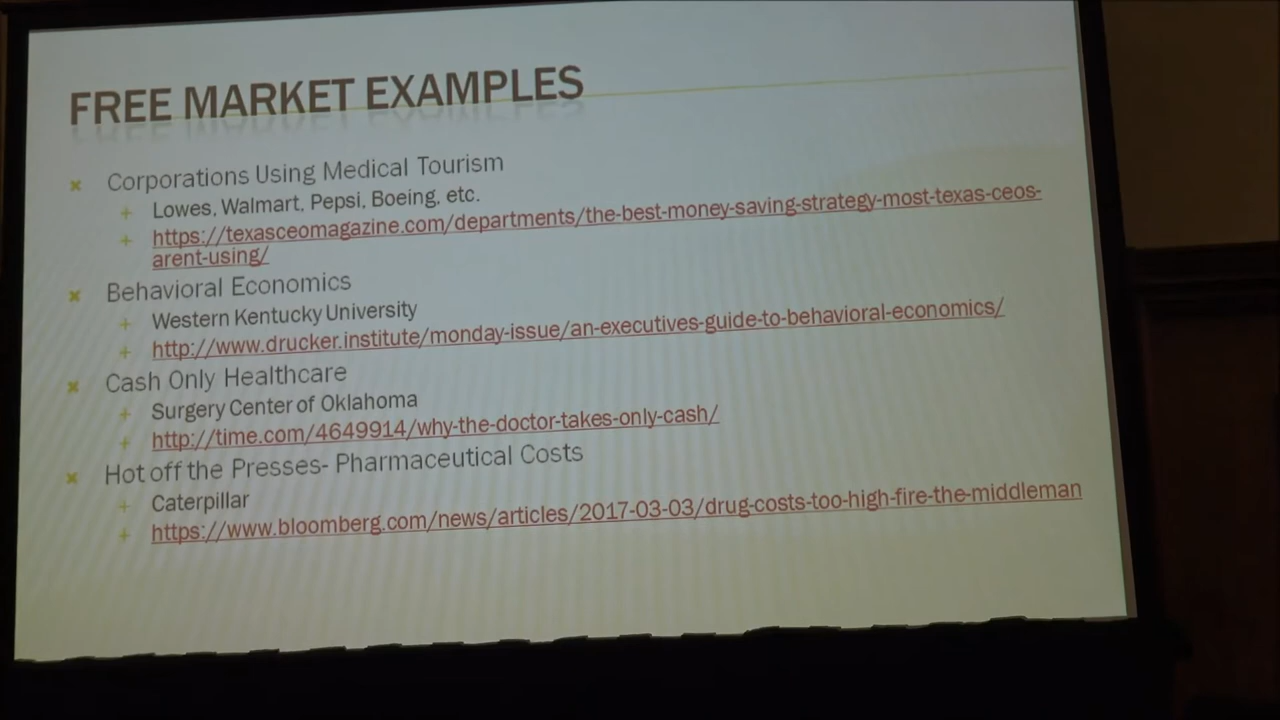 FREE MARKET EXAMPLES
Corporations Using Medical Tourism
Lowes, Walmart, Pepsi, Boeing, etc.
https://texasceomagazine.com/departments/the-best-money-saving-strategy-most-texas-ceos-
arent-using/
Behavioral Economics
Western Kentucky University
http://www.drucker.institute/monday-issue/an-executives-guide-to-behavioral-economics/
Cash Only Healthcare
Surgery Center of Oklahoma
http://time.com/4649914/why-the-doctor-takes-only-cash/
Hot off the Presses- Pharmaceutical Costs
Caterpillar
https://www.bloomberg.com/news/articles/2017-03-03/drug-costs-too-high-fire-the-middleman